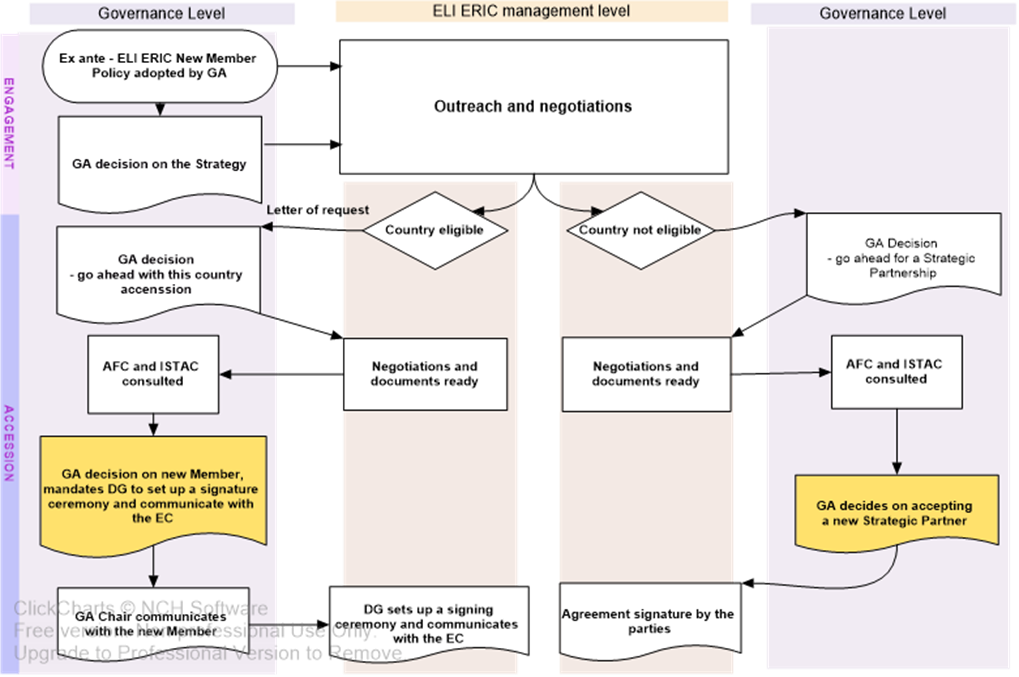 Governance Level
ELI ERIC management level
Governance Level
ENGAGEMENT
Ex ante - ELI ERIC New Member
Policy adopted by GA
Outreach and negotiations
GA decision on the Strategy
Letter of request
Country eligible
Country not eligible
GA Decision
- go ahead for a Strategic
Partnership
GA decision
- go ahead with this country
accenssion
ACCESSION
AFC and ISTAC
consulted
Negotiations and
documents ready
Negotiations and
documents ready
AFC and ISTAC
consulted
GA decision on new Member,
mandates DG to set up a signature
ceremony and communicate with
the EC
GA decides on accepting
a new Strategic Partner
GA Chair communicates
with the new Member
DG sets up a signing
ceremony and communicates
with the EC
Agreement signature by the
parties
ClickCharts © NCH Software
Free version. Non-professional Use Only.
Upgrade to Professional Version to Remove